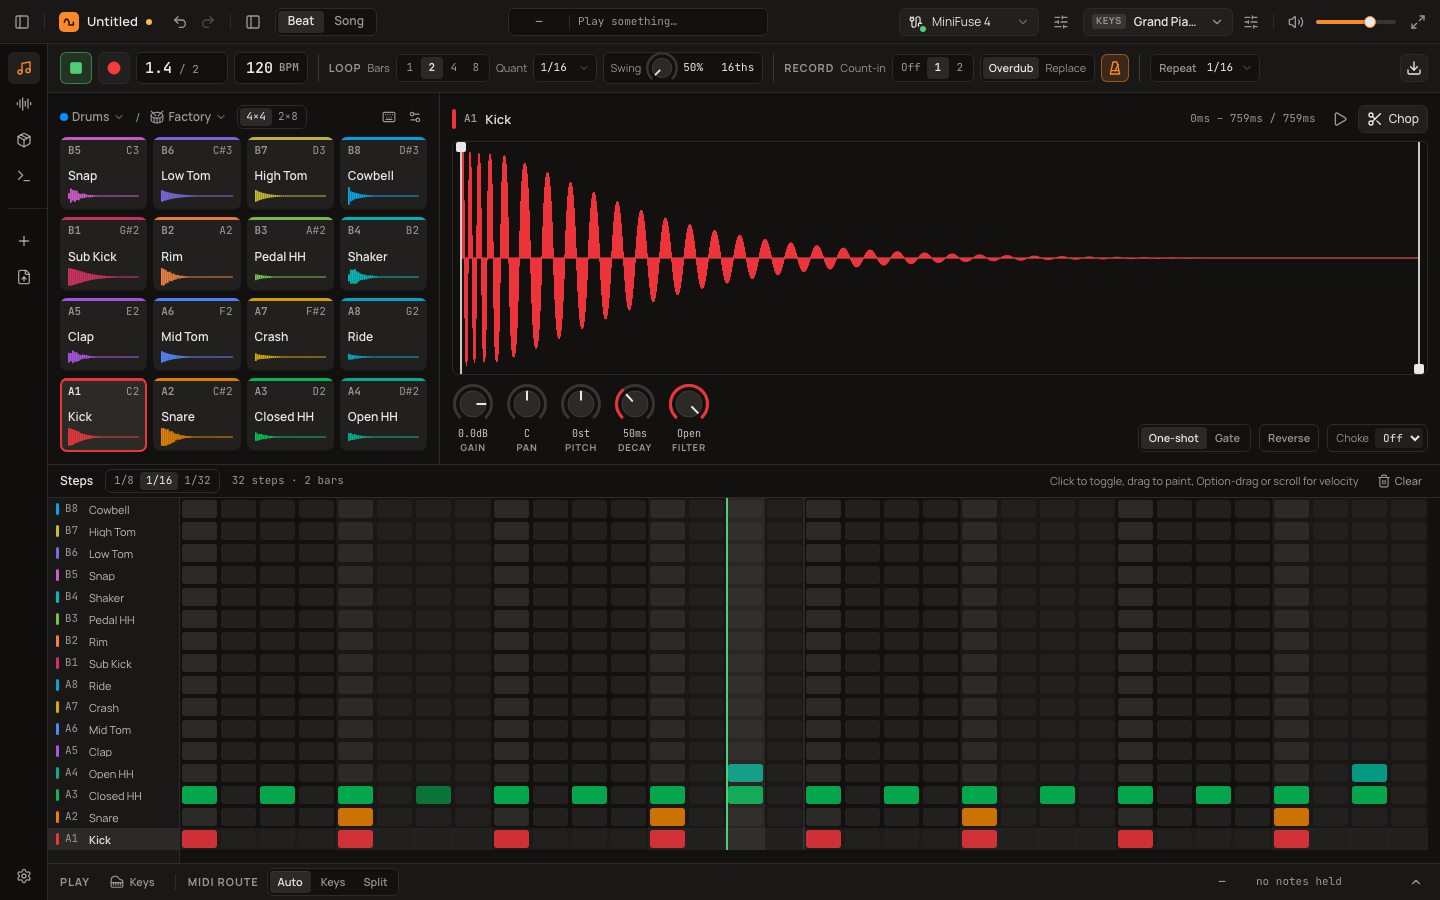 Untitled
Beat Song
– Play something…
MiniFuse 4
KEYS Grand Pia…
1.4 / 2
120 BPM
LOOP Bars 1 2 4 8 Quant 1/16
Swing 50% 16ths
RECORD Count-in Off 1 2 Overdub Replace
Repeat 1/16
Drums / Factory 4×4 2×8
B5 C3 B6 C#3 B7 D3 B8 D#3
Snap Low Tom High Tom Cowbell
B1 G#2 B2 A2 B3 A#2 B4 B2
Sub Kick Rim Pedal HH Shaker
A5 E2 A6 F2 A7 F#2 A8 G2
Clap Mid Tom Crash Ride
A1 C2 A2 C#2 A3 D2 A4 D#2
Kick Snare Closed HH Open HH
A1 Kick
0ms – 759ms / 759ms
Chop
0.0dB C 0st 50ms Open
GAIN PAN PITCH DECAY FILTER
One-shot Gate Reverse Choke Off
Steps 1/8 1/16 1/32 32 steps · 2 bars
Click to toggle, drag to paint, Option-drag or scroll for velocity
Clear
B8 Cowbell
B7 High Tom
B6 Low Tom
B5 Snap
B4 Shaker
B3 Pedal HH
B2 Rim
B1 Sub Kick
A8 Ride
A7 Crash
A6 Mid Tom
A5 Clap
A4 Open HH
A3 Closed HH
A2 Snare
A1 Kick
PLAY Keys MIDI ROUTE Auto Keys Split
– no notes held